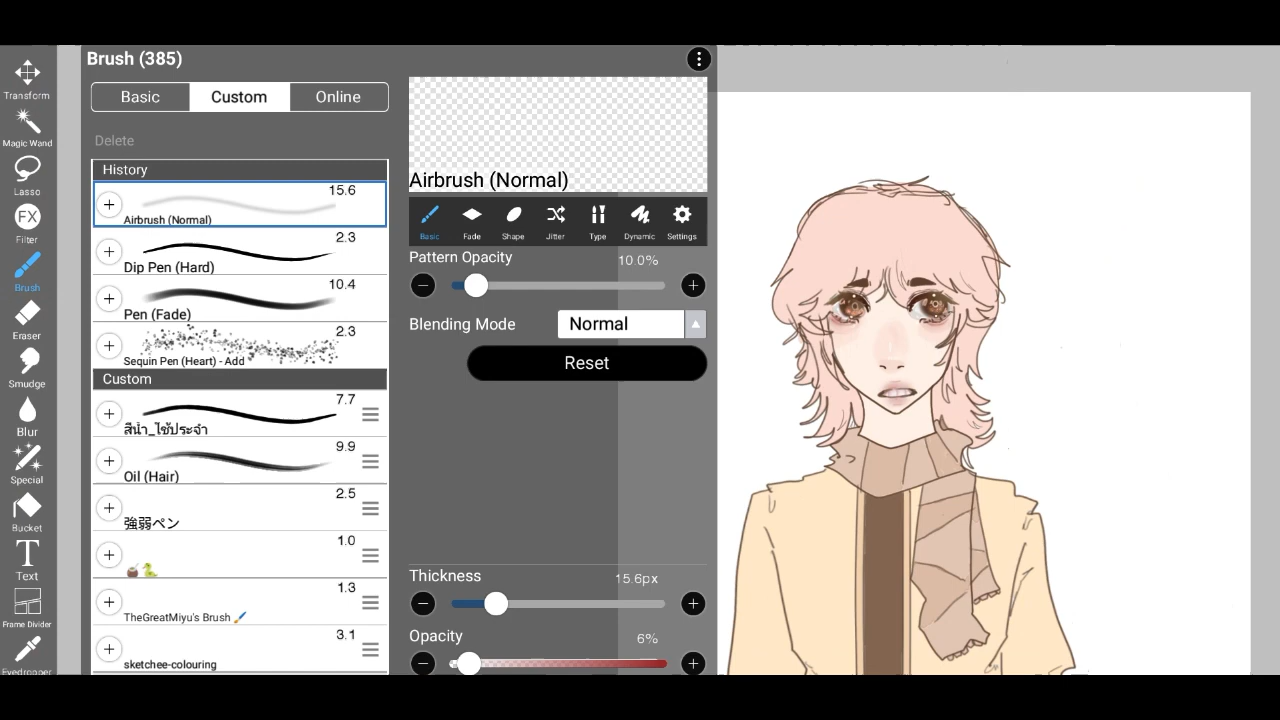 Transform
Magic Wand
Lasso
FX
Filter
Brush
Eraser
Smudge
Blur
Special
Bucket
T
Text
Frame Divider
Eyedropper
Brush (385)
Basic Custom Online
Delete
History
15.6
Airbrush (Normal)
2.3
Dip Pen (Hard)
10.4
Pen (Fade)
2.3
Sequin Pen (Heart) - Add
Custom
7.7
สีน้ำ_ไช้ประจำ
9.9
Oil (Hair)
2.5
強弱ペン
1.0
🥥🐍
1.3
TheGreatMiyu's Brush 🖌️
3.1
sketchee-colouring
Airbrush (Normal)
Basic Fade Shape Jitter Type Dynamic Settings
Pattern Opacity 10.0%
Blending Mode Normal
Reset
Thickness 15.6px
Opacity 6%